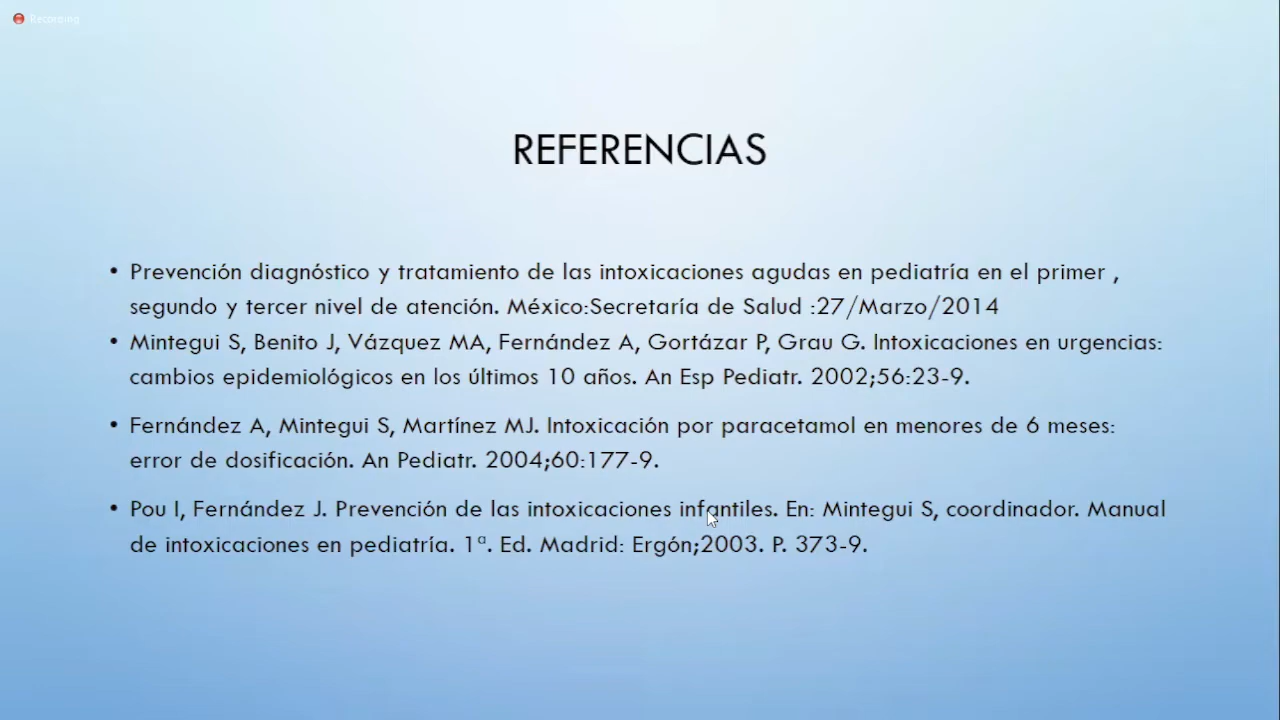 Recording
REFERENCIAS
• Prevención diagnóstico y tratamiento de las intoxicaciones agudas en pediatría en el primer ,
segundo y tercer nivel de atención. México:Secretaría de Salud :27/Marzo/2014
• Mintegui S, Benito J, Vázquez MA, Fernández A, Gortázar P, Grau G. Intoxicaciones en urgencias:
cambios epidemiológicos en los últimos 10 años. An Esp Pediatr. 2002;56:23-9.
• Fernández A, Mintegui S, Martínez MJ. Intoxicación por paracetamol en menores de 6 meses:
error de dosificación. An Pediatr. 2004;60:177-9.
• Pou I, Fernández J. Prevención de las intoxicaciones infantiles. En: Mintegui S, coordinador. Manual
de intoxicaciones en pediatría. 1ª. Ed. Madrid: Ergón;2003. P. 373-9.